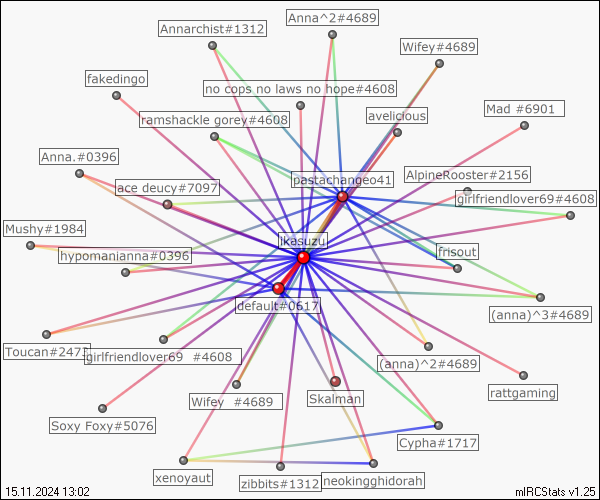 Anna^2#4689
Annarchist#1312
Wifey#4689
fakedingo
no cops no laws no hope#4608
Mad #6901
ramshackle gorey#4608
avelicious
Anna.#0396
pastachanoeo41
AlpineRooster#2156
ace deucy#7097
girlfriendlover69#4608
Mushy#1984
ikasuzu
hypomanianna#0396
frisout
default#0617
(anna)^3#4689
Toucan#2471
girlfriendlover69 #4608
(anna)^2#4689
rattgaming
Wifey #4689
Skalman
Soxy Foxy#5076
Cypha#1717
xenoyaut
zibbits#1312
neokingghidorah
15.11.2024 13:02
mIRCStats v1.25